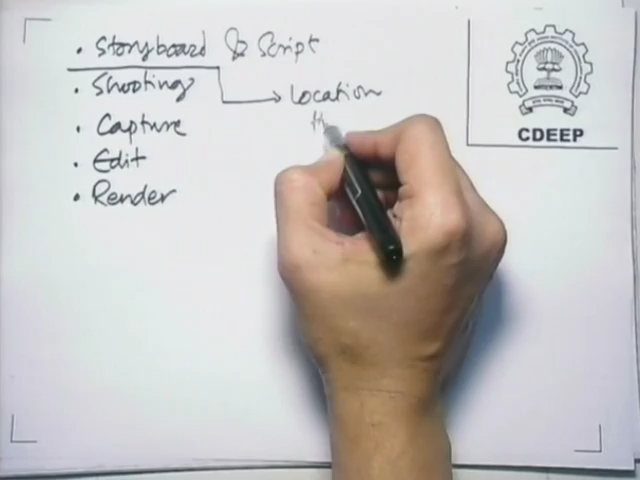 • Storyboard & Script
• Shooting
Location
• Capture
• Edit
• Render
CDEEP